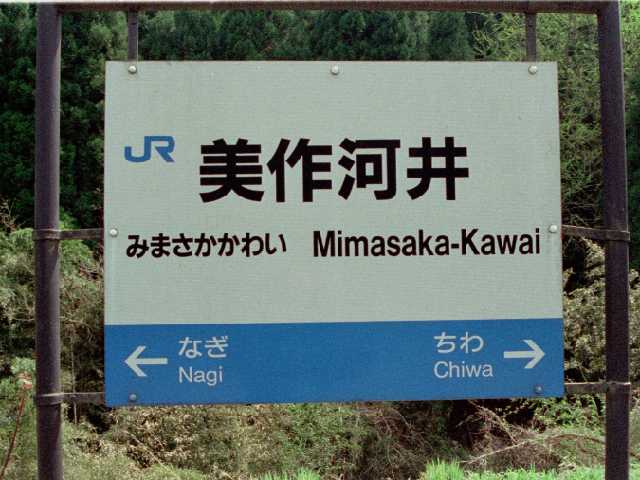 JR 美作河井
みまさかかわい Mimasaka-Kawai
← なぎ ちわ →
Nagi Chiwa